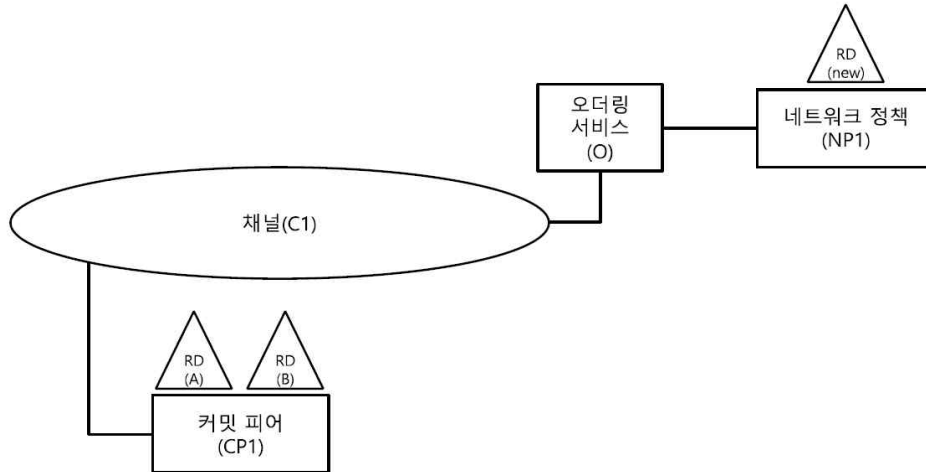 RD
(new)
오더링
서비스
(O)
네트워크 정책
(NP1)
채널(C1)
RD
(A)
RD
(B)
커밋 피어
(CP1)